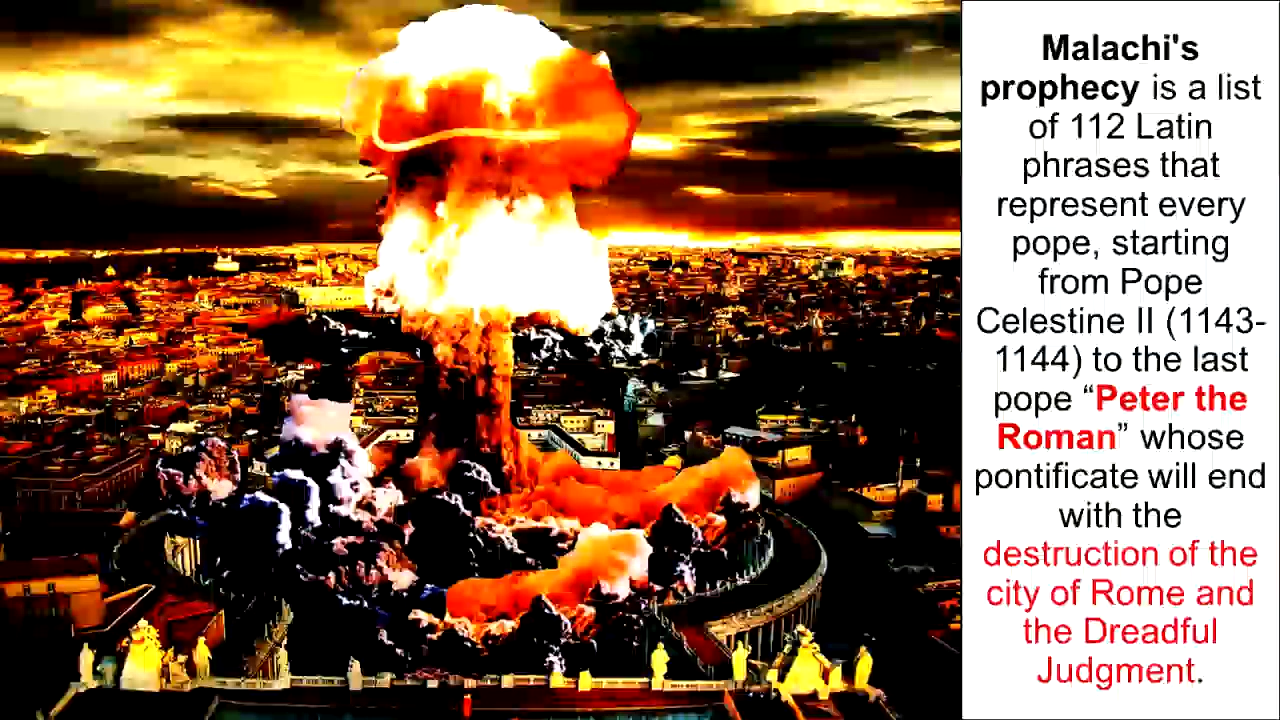 Malachi's
prophecy is a list
of 112 Latin
phrases that
represent every
pope, starting
from Pope
Celestine II (1143-
1144) to the last
pope “Peter the
Roman” whose
pontificate will end
with the
destruction of the
city of Rome and
the Dreadful
Judgment.